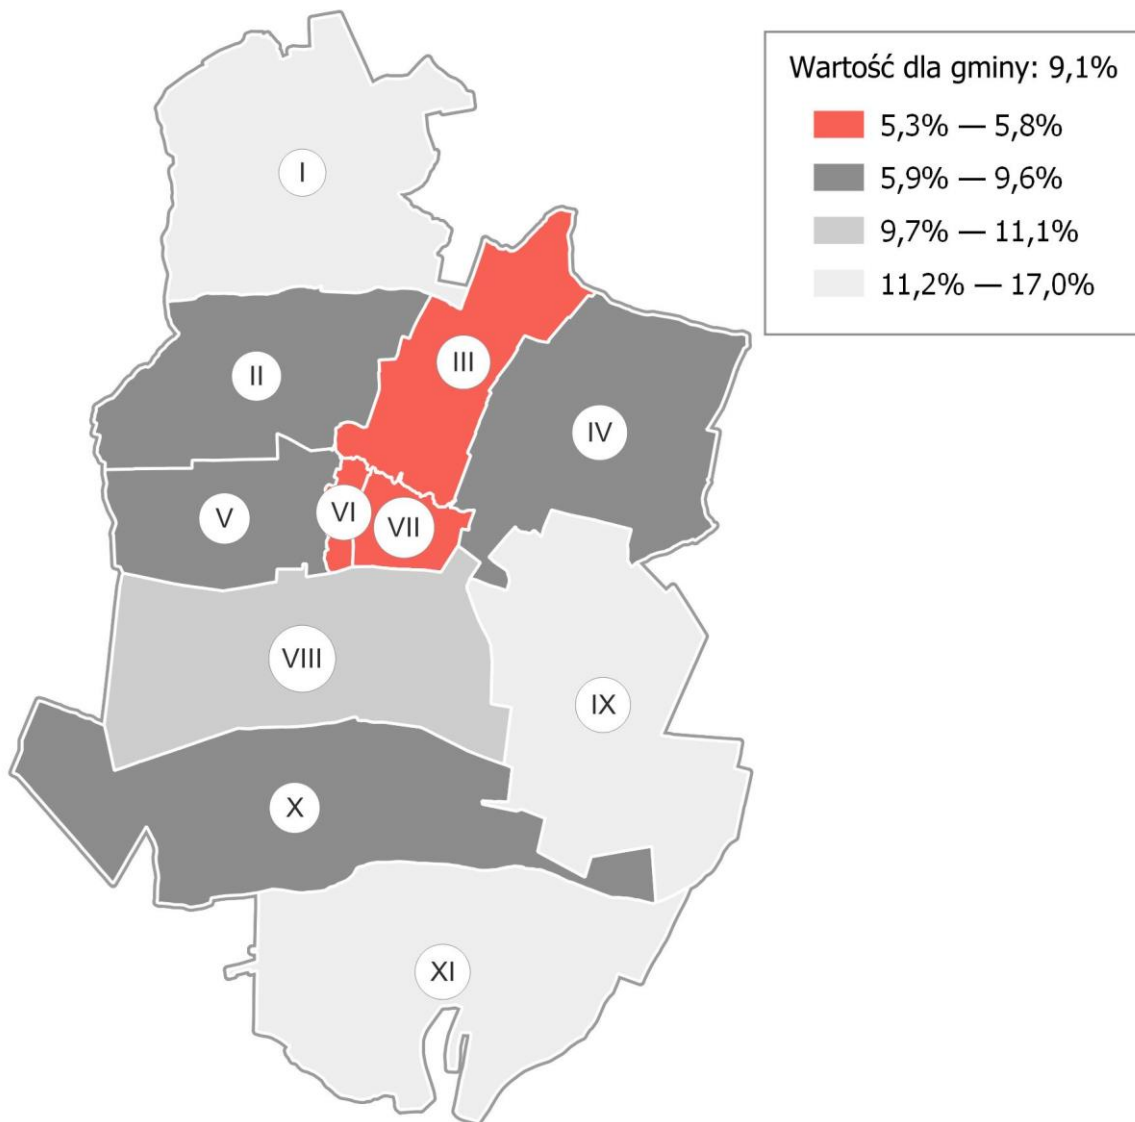 Wartość dla gminy: 9,1%
5,3% — 5,8%
5,9% — 9,6%
9,7% — 11,1%
11,2% — 17,0%
I
II
III
IV
V
VI
VII
VIII
IX
X
XI